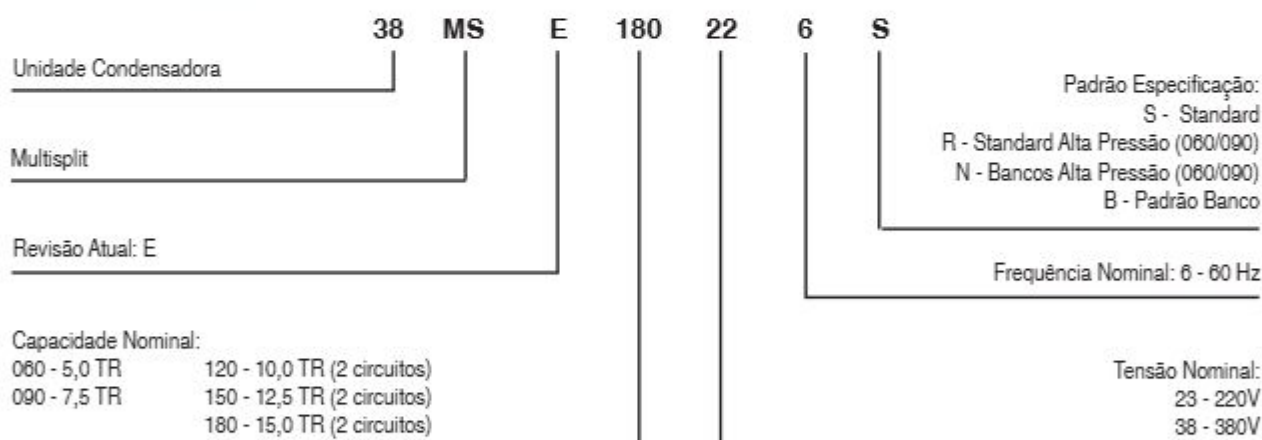 38 MS E 180 22 6 S
Unidade Condensadora
Multisplit
Revisão Atual: E
Capacidade Nominal:
060 - 5,0 TR 120 - 10,0 TR (2 circuitos)
090 - 7,5 TR 150 - 12,5 TR (2 circuitos)
180 - 15,0 TR (2 circuitos)
Padrão Especificação:
S - Standard
R - Standard Alta Pressão (060/090)
N - Bancos Alta Pressão (060/090)
B - Padrão Banco
Frequência Nominal: 6 - 60 Hz
Tensão Nominal:
23 - 220V
38 - 380V